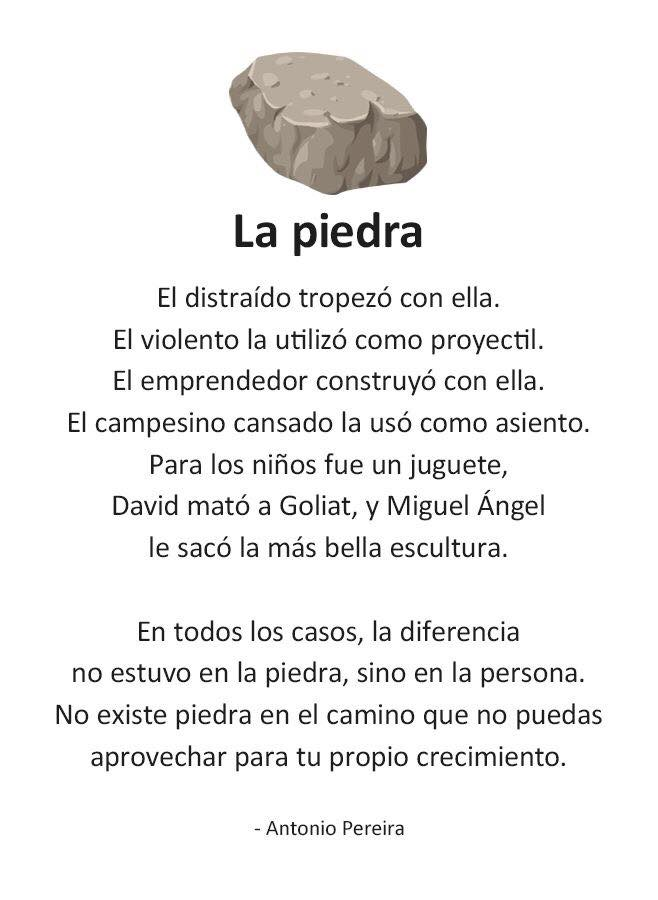 La piedra
El distraído tropezó con ella.
El violento la utilizó como proyectil.
El emprendedor construyó con ella.
El campesino cansado la usó como asiento.
Para los niños fue un juguete,
David mató a Goliat, y Miguel Ángel
le sacó la más bella escultura.
En todos los casos, la diferencia
no estuvo en la piedra, sino en la persona.
No existe piedra en el camino que no puedas
aprovechar para tu propio crecimiento.
- Antonio Pereira